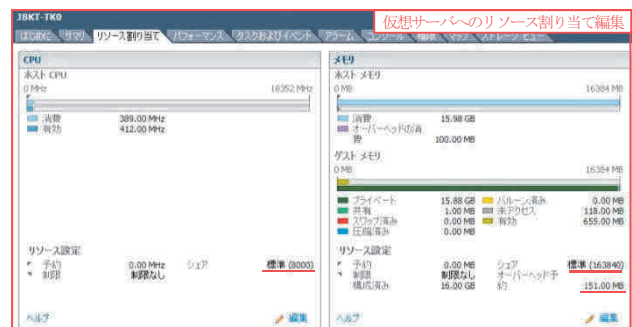 JBKT-TK0
仮想サーバへのリソース割り当て編集
はじめに サマリ リソース割り当て パフォーマンス タスクおよびイベント アラーム コンソール 権限 マップ ストレージ ビュー
CPU
ホスト CPU
0 MHz 18352 MHz
消費 389.00 MHz
有効 412.00 MHz
リソース設定
予約 0.00 MHz シェア 標準 (8000)
制限 制限なし
ヘルプ 編集
メモリ
ホスト メモリ
0 MB 16384 MB
消費 15.98 GB
オーバーヘッドの消費 100.00 MB
ゲスト メモリ
0 MB 16384 MB
プライベート 15.88 GB バルーン済み 0.00 MB
共有 1.00 MB 未アクセス 118.00 MB
スワップ済み 0.00 MB 有効 655.00 MB
圧縮済み 0.00 MB
リソース設定
予約 0.00 MB シェア 標準 (163840)
制限 制限なし オーバーヘッド予約 151.00 MB
構成済み 16.00 GB
ヘルプ 編集